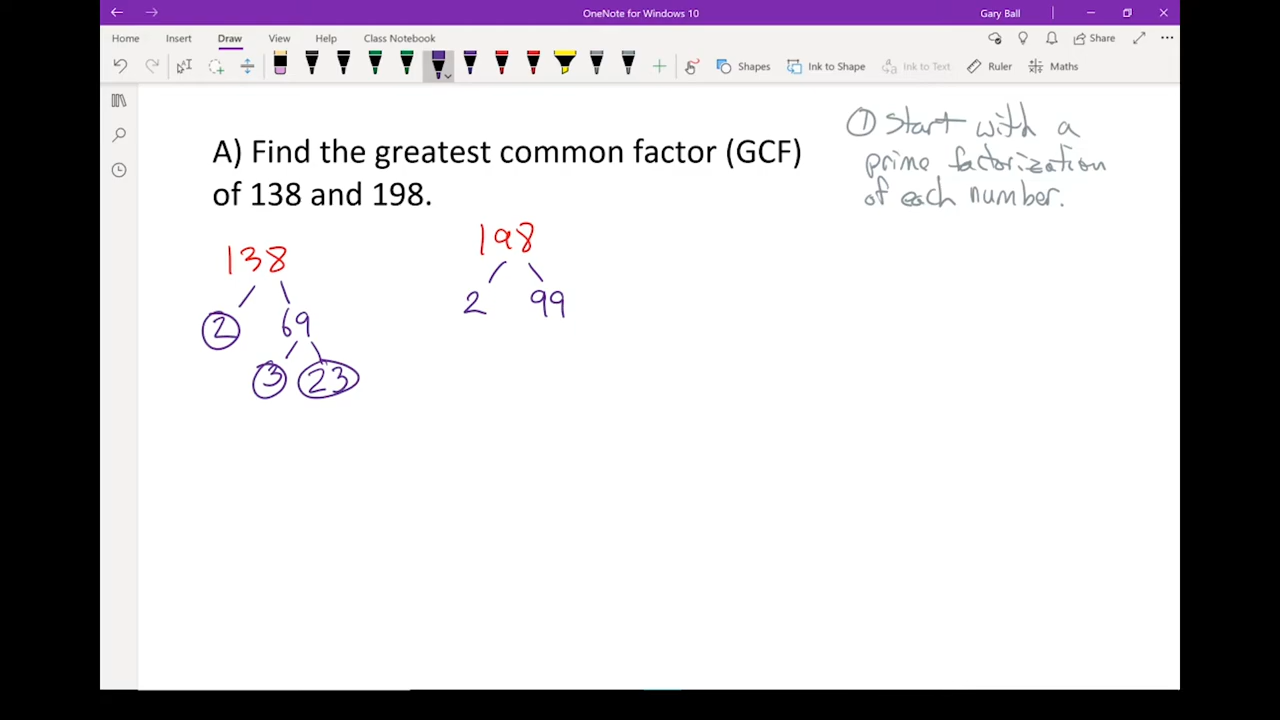 OneNote for Windows 10
Gary Ball
Home Insert Draw View Help Class Notebook
Share
Shapes Ink to Shape Ink to Text Ruler Maths
A) Find the greatest common factor (GCF)
of 138 and 198.
① Start with a
prime factorization
of each number.
138
2 69
3 23
198
2 99